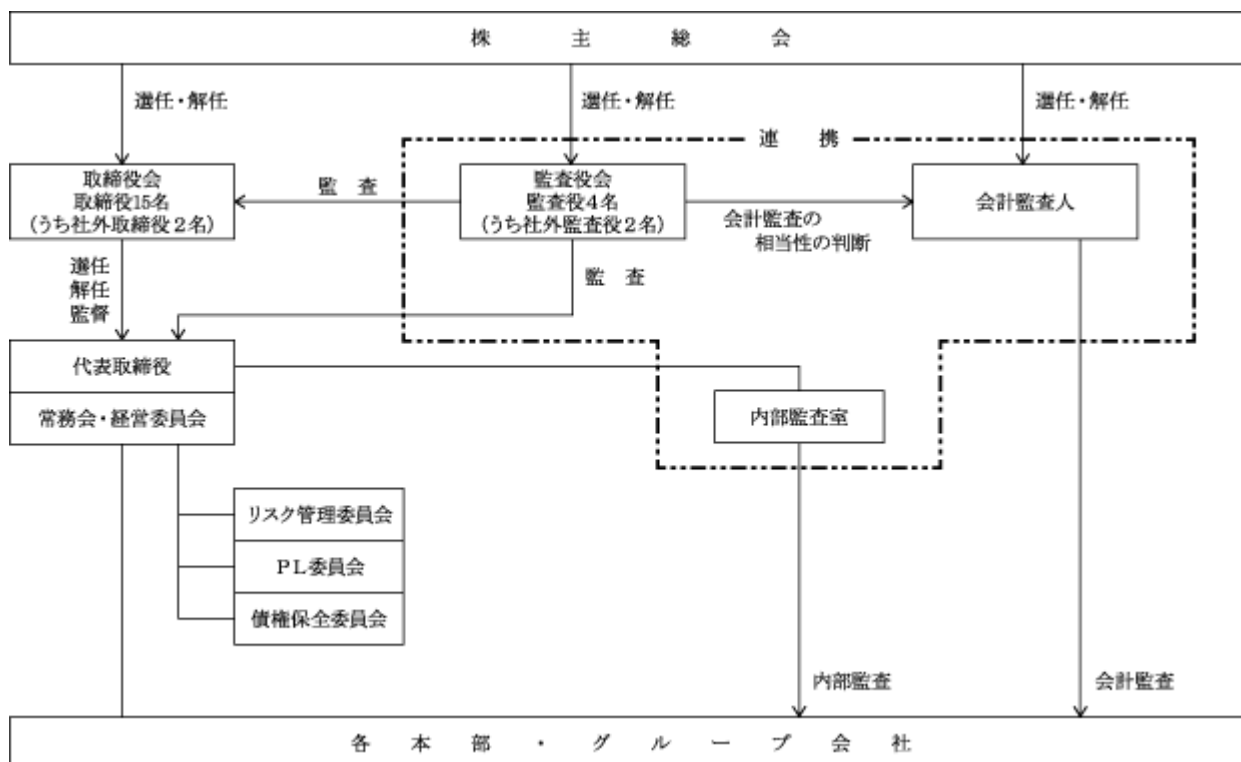 株主総会
選任・解任
選任・解任
選任・解任
連携
取締役会
取締役15名
(うち社外取締役2名)
監査
監査役会
監査役4名
(うち社外監査役2名)
会計監査の
相当性の判断
会計監査人
選任
解任
監督
監査
代表取締役
常務会・経営委員会
内部監査室
リスク管理委員会
PL委員会
債権保全委員会
内部監査
会計監査
各本部・グループ会社